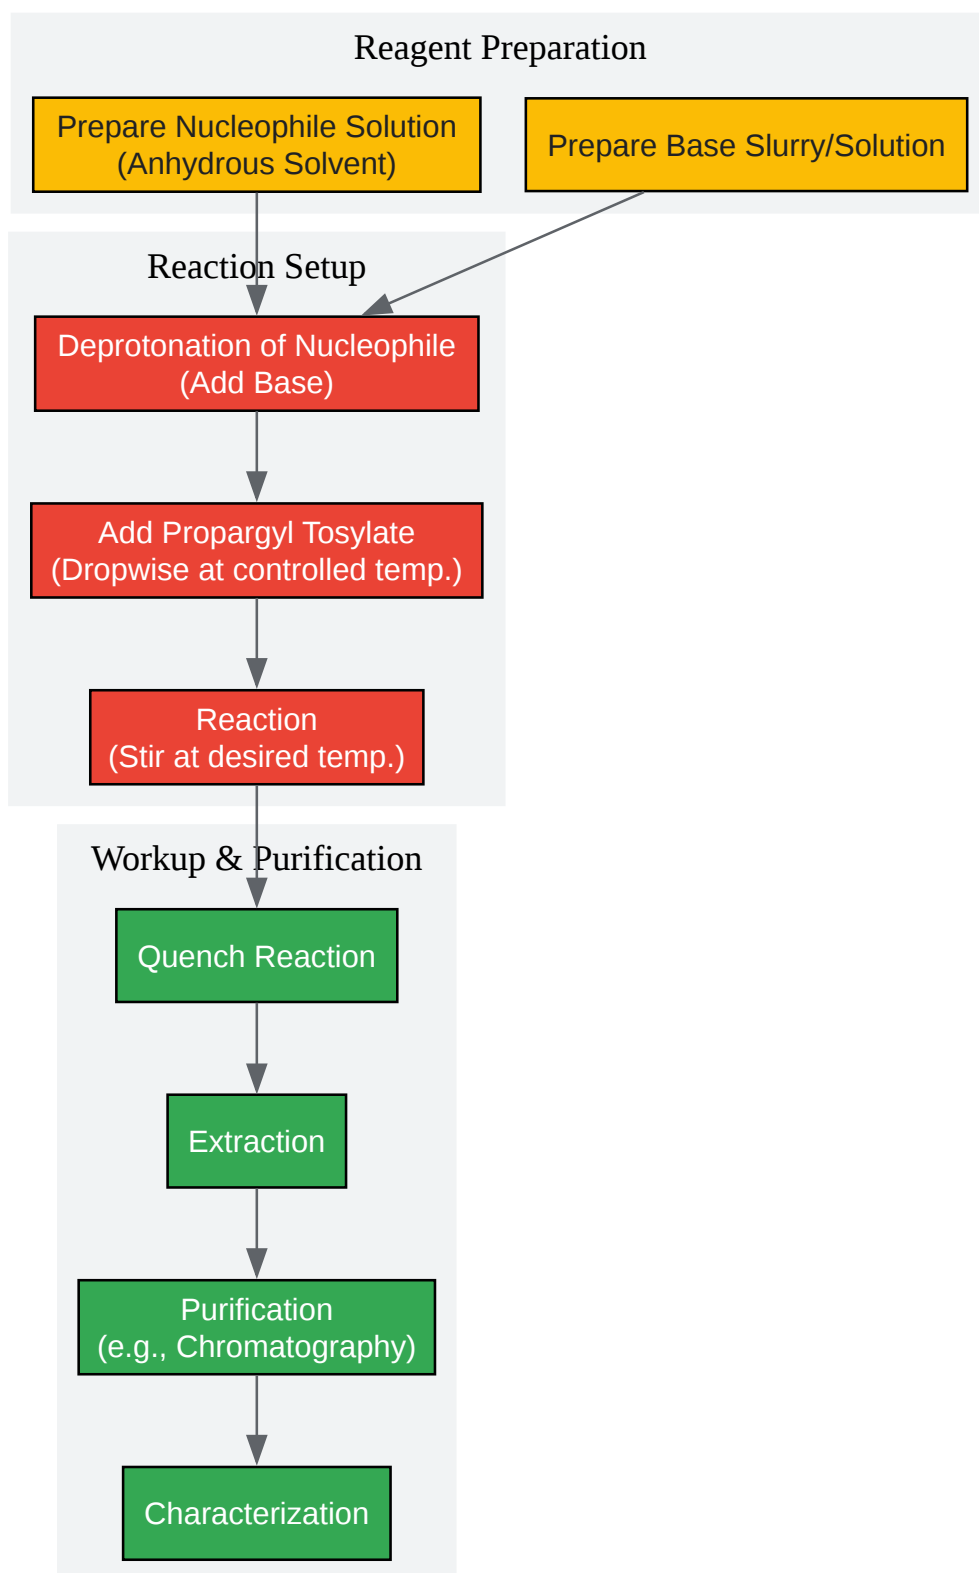 Reagent Preparation
Prepare Nucleophile Solution
(Anhydrous Solvent)
Prepare Base Slurry/Solution
Reaction Setup
Deprotonation of Nucleophile
(Add Base)
Add Propargyl Tosylate
(Dropwise at controlled temp.)
Reaction
(Stir at desired temp.)
Workup & Purification
Quench Reaction
Extraction
Purification
(e.g., Chromatography)
Characterization